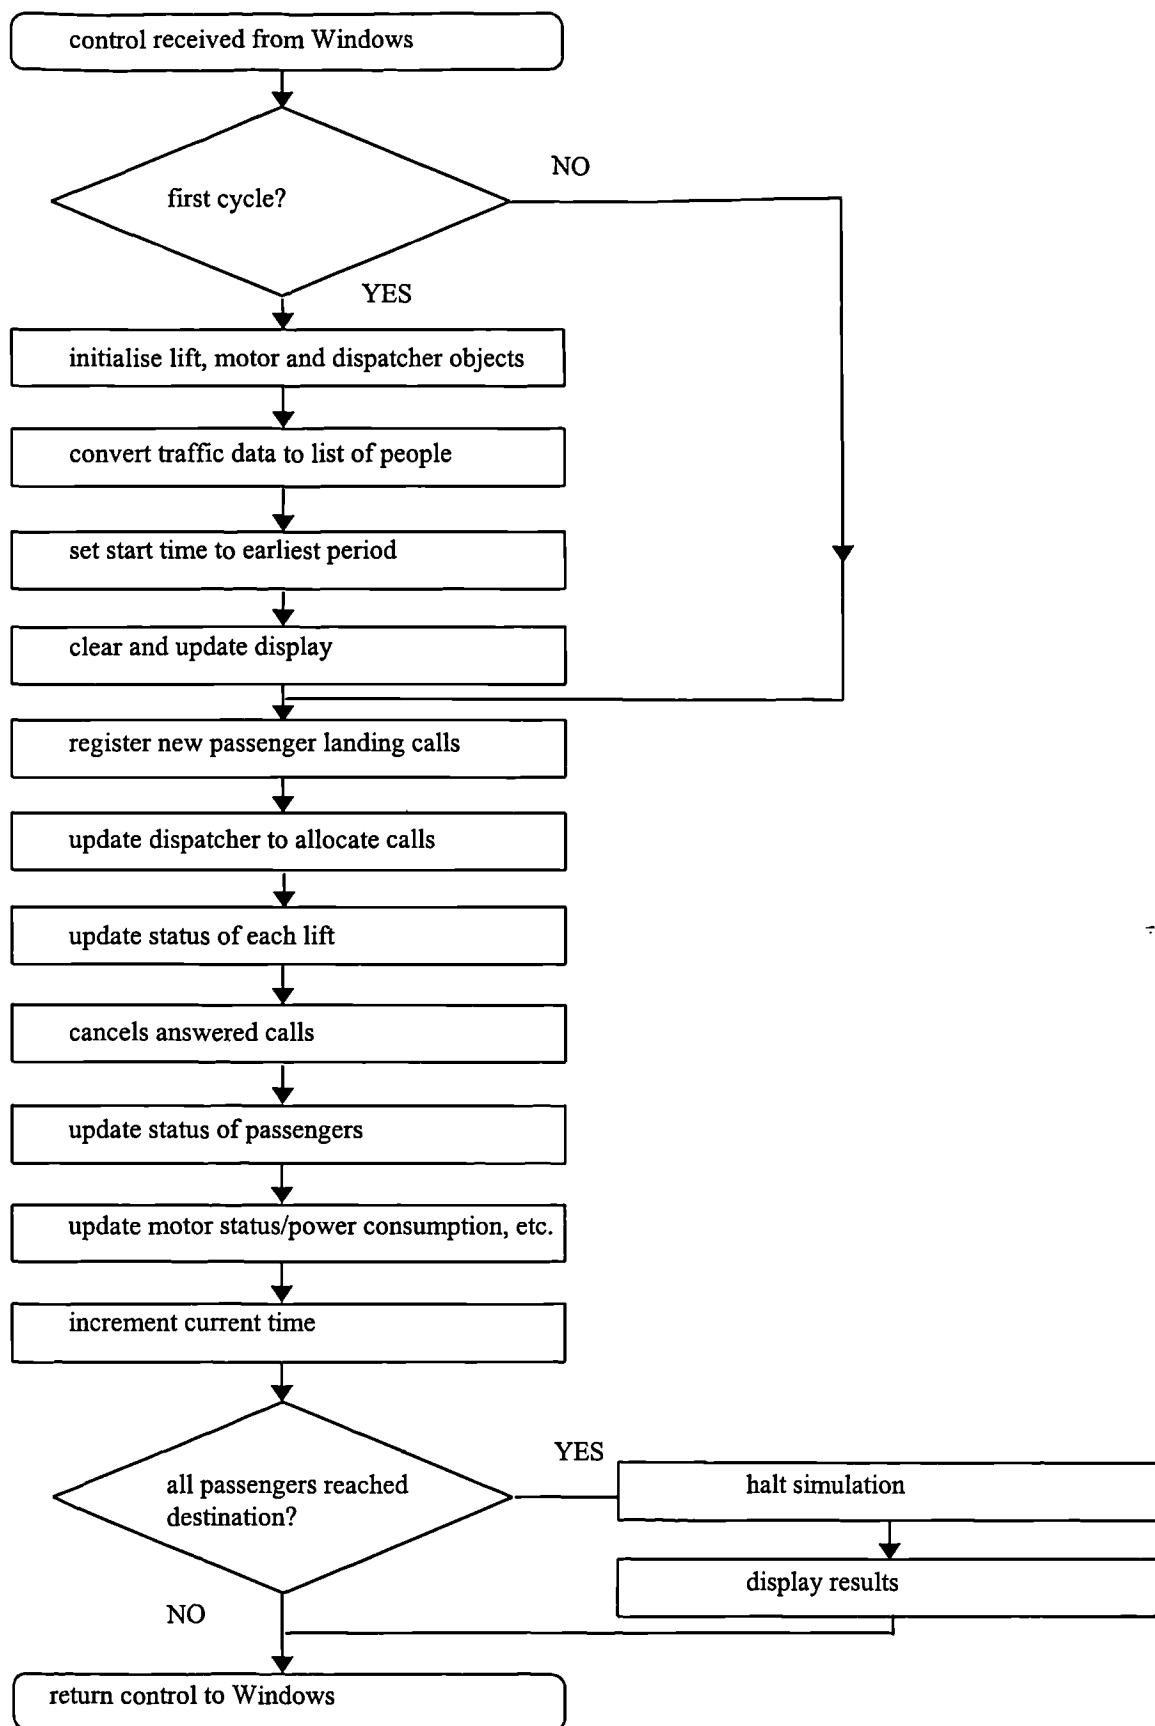 control received from Windows
NO
first cycle?
YES
initialise lift, motor and dispatcher objects
convert traffic data to list of people
set start time to earliest period
clear and update display
register new passenger landing calls
update dispatcher to allocate calls
update status of each lift
cancels answered calls
update status of passengers
update motor status/power consumption, etc.
increment current time
YES
all passengers reached
destination?
halt simulation
display results
NO
return control to Windows